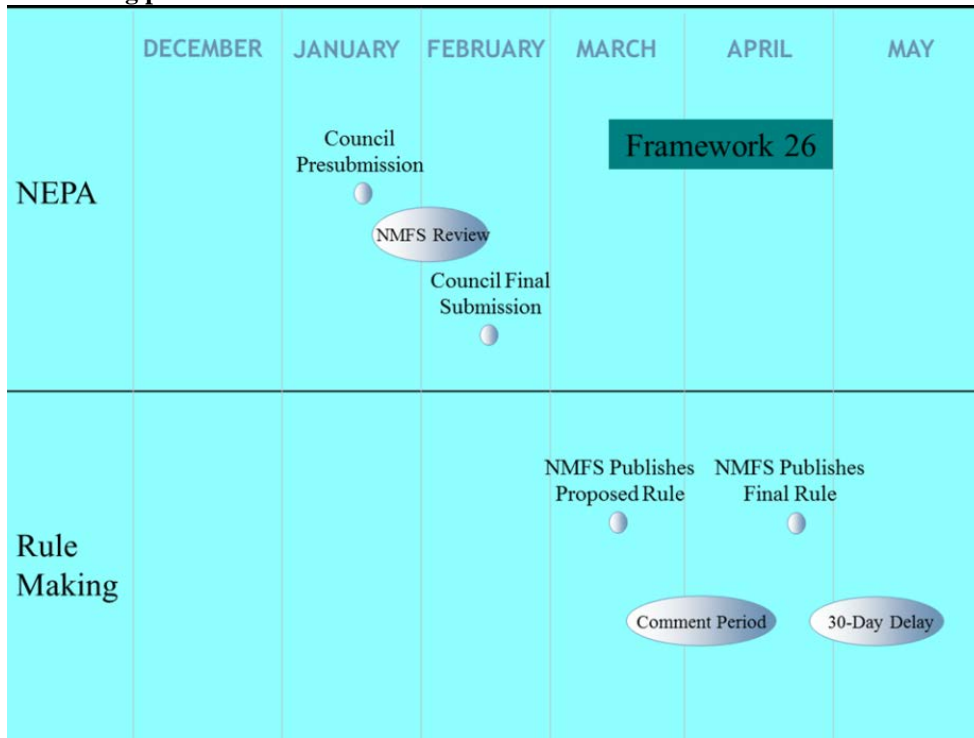 DECEMBER JANUARY FEBRUARY MARCH APRIL MAY
NEPA
Council
Presubmission
NMFS Review
Council Final
Submission
Framework 26
Rule
Making
NMFS Publishes
Proposed Rule
NMFS Publishes
Final Rule
Comment Period
30-Day Delay